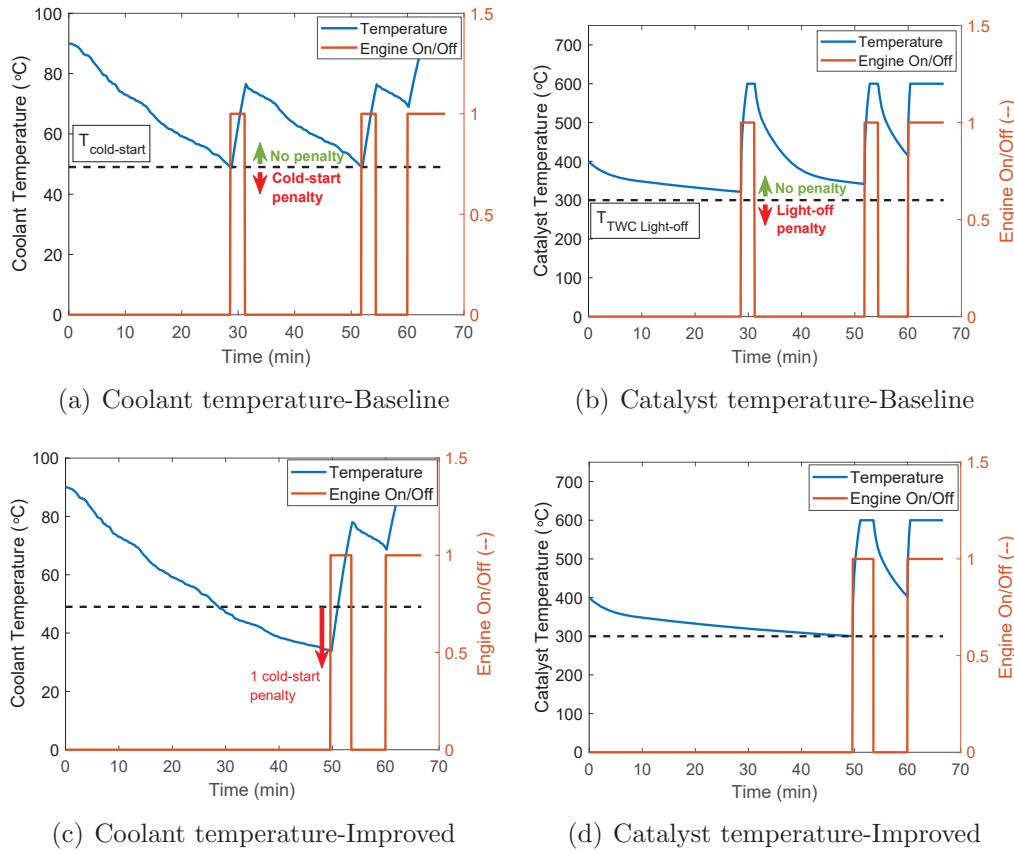 Coolant Temperature (°C)
100
80
60
40
20
0
Temperature
Engine On/Off
T cold-start
No penalty
Cold-start
penalty
1.5
1
0.5
0
Engine On/Off (--)
0 10 20 30 40 50 60 70
Time (min)
(a) Coolant temperature-Baseline
Catalyst Temperature (°C)
700
600
500
400
300
200
100
0
Temperature
Engine On/Off
No penalty
Light-off
penalty
T TWC Light-off
1.5
1
0.5
0
Engine On/Off (--)
0 10 20 30 40 50 60 70
Time (min)
(b) Catalyst temperature-Baseline
Coolant Temperature (°C)
100
80
60
40
20
0
Temperature
Engine On/Off
1 cold-start
penalty
1.5
1
0.5
0
Engine On/Off (--)
0 10 20 30 40 50 60 70
Time (min)
(c) Coolant temperature-Improved
Catalyst Temperature (°C)
700
600
500
400
300
200
100
0
Temperature
Engine On/Off
1.5
1
0.5
0
Engine On/Off (--)
0 10 20 30 40 50 60 70
Time (min)
(d) Catalyst temperature-Improved